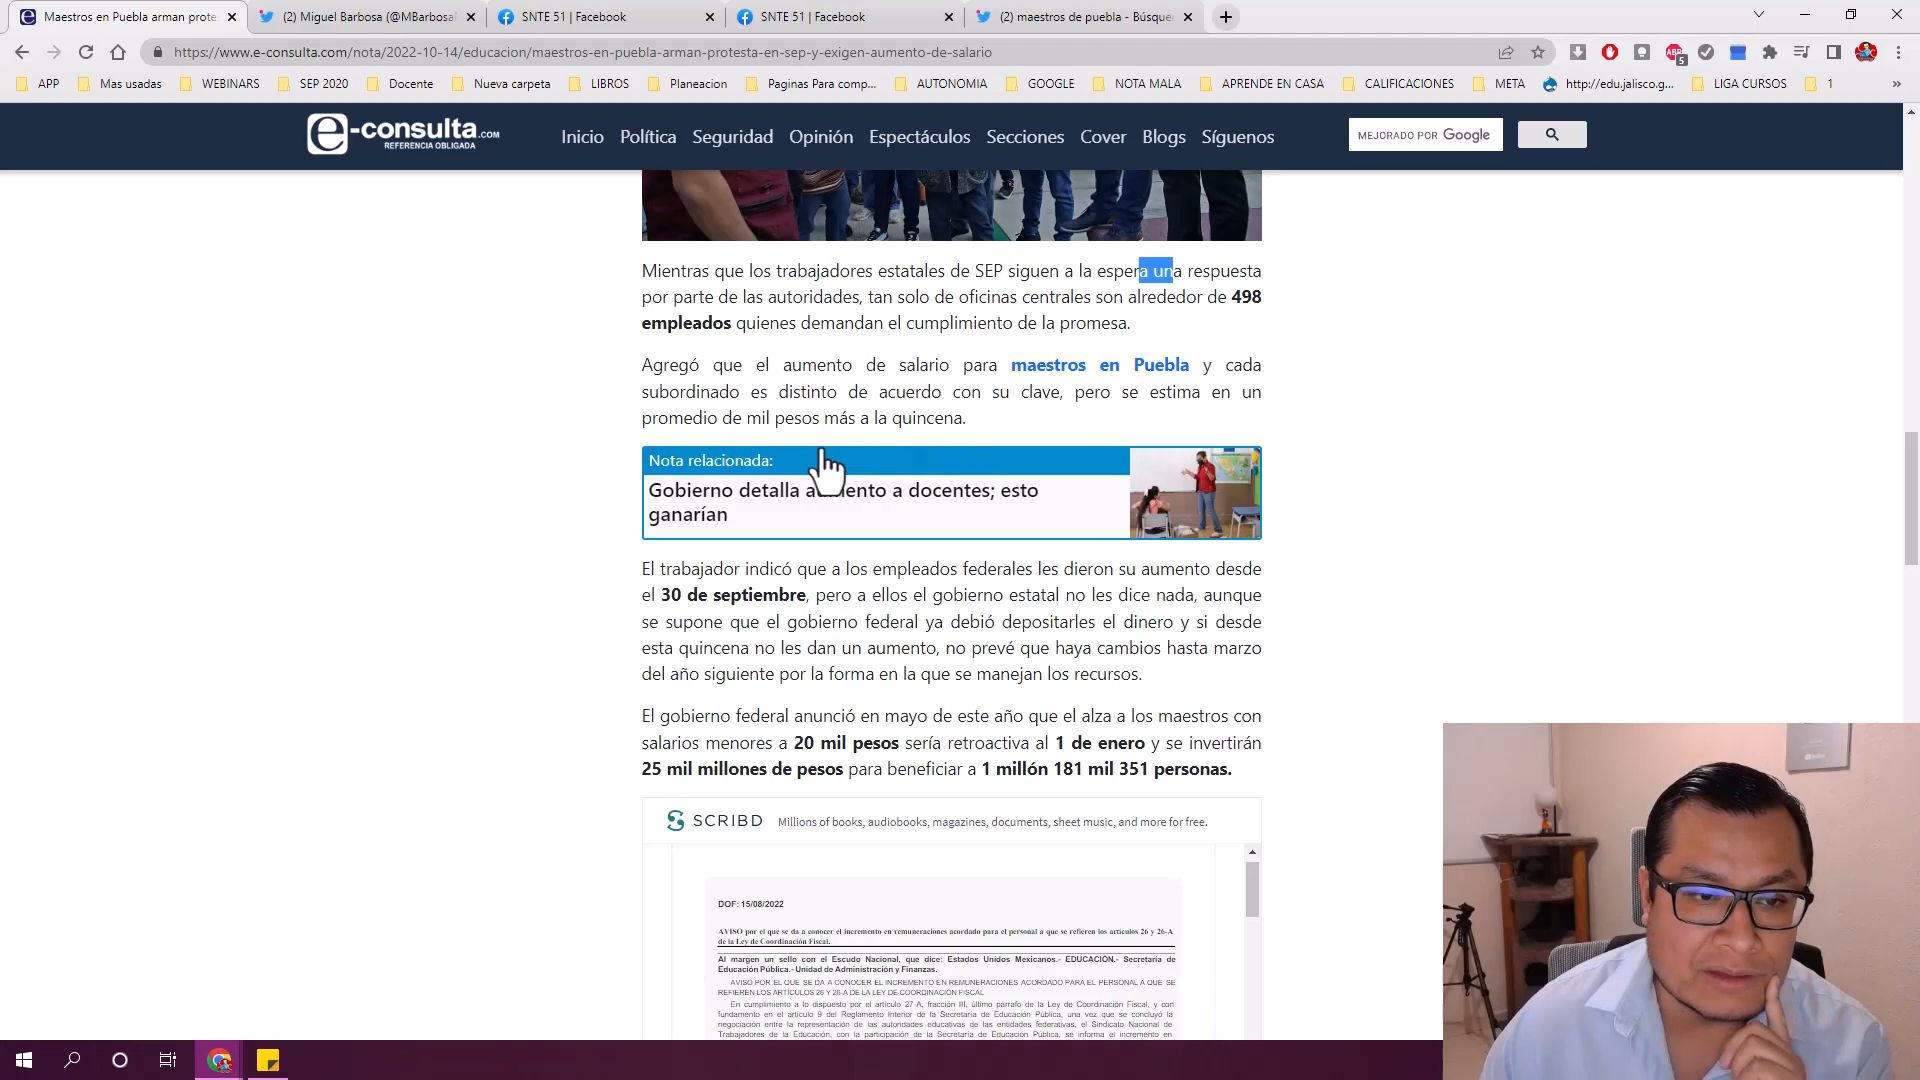 Maestros en Puebla arman prote
(2) Miguel Barbosa (@MBarbosa
SNTE 51 | Facebook
SNTE 51 | Facebook
(2) maestros de puebla - Búsque
https://www.e-consulta.com/nota/2022-10-14/educacion/maestros-en-puebla-arman-protesta-en-sep-y-exigen-aumento-de-salario
ABP
5
APP
Mas usadas
WEBINARS
SEP 2020
Docente
Nueva carpeta
LIBROS
Planeacion
Paginas Para comp...
AUTONOMIA
GOOGLE
NOTA MALA
APRENDE EN CASA
CALIFICACIONES
META
http://edu.jalisco.g...
LIGA CURSOS
1
»
e-consulta.com
REFERENCIA OBLIGADA
Inicio Política Seguridad Opinión Espectáculos Secciones Cover Blogs Síguenos
MEJORADO POR Google
Mientras que los trabajadores estatales de SEP siguen a la espera una respuesta
por parte de las autoridades, tan solo de oficinas centrales son alrededor de 498
empleados quienes demandan el cumplimiento de la promesa.
Agregó que el aumento de salario para maestros en Puebla y cada
subordinado es distinto de acuerdo con su clave, pero se estima en un
promedio de mil pesos más a la quincena.
Nota relacionada:
Gobierno detalla aumento a docentes; esto
ganarían
El trabajador indicó que a los empleados federales les dieron su aumento desde
el 30 de septiembre, pero a ellos el gobierno estatal no les dice nada, aunque
se supone que el gobierno federal ya debió depositarles el dinero y si desde
esta quincena no les dan un aumento, no prevé que haya cambios hasta marzo
del año siguiente por la forma en la que se manejan los recursos.
El gobierno federal anunció en mayo de este año que el alza a los maestros con
salarios menores a 20 mil pesos sería retroactiva al 1 de enero y se invertirán
25 mil millones de pesos para beneficiar a 1 millón 181 mil 351 personas.
SCRIBD Millions of books, audiobooks, magazines, documents, sheet music, and more for free.
DOF: 15/08/2022
AVISO por el que se da a conocer el incremento en remuneraciones acordado para el personal a que se refieren los artículos 26 y 26-A
de la Ley de Coordinación Fiscal.
Al margen un sello con el Escudo Nacional, que dice: Estados Unidos Mexicanos.- EDUCACIÓN.- Secretaría de
Educación Pública.- Unidad de Administración y Finanzas.
AVISO POR EL QUE SE DA A CONOCER EL INCREMENTO EN REMUNERACIONES ACORDADO PARA EL PERSONAL A QUE SE
REFIEREN LOS ARTÍCULOS 26 Y 26-A DE LA LEY DE COORDINACIÓN FISCAL
En cumplimiento a lo dispuesto por el artículo 27-A, fracción III, último párrafo de la Ley de Coordinación Fiscal, y con
fundamento en el artículo 9 del Reglamento Interior de la Secretaría de Educación Pública, una vez que se concluyó la
negociación entre la representación de las autoridades educativas de las entidades federativas, el Sindicato Nacional de
Trabajadores de la Educación, con la participación de la Secretaría de Educación Pública, se informa el incremento en